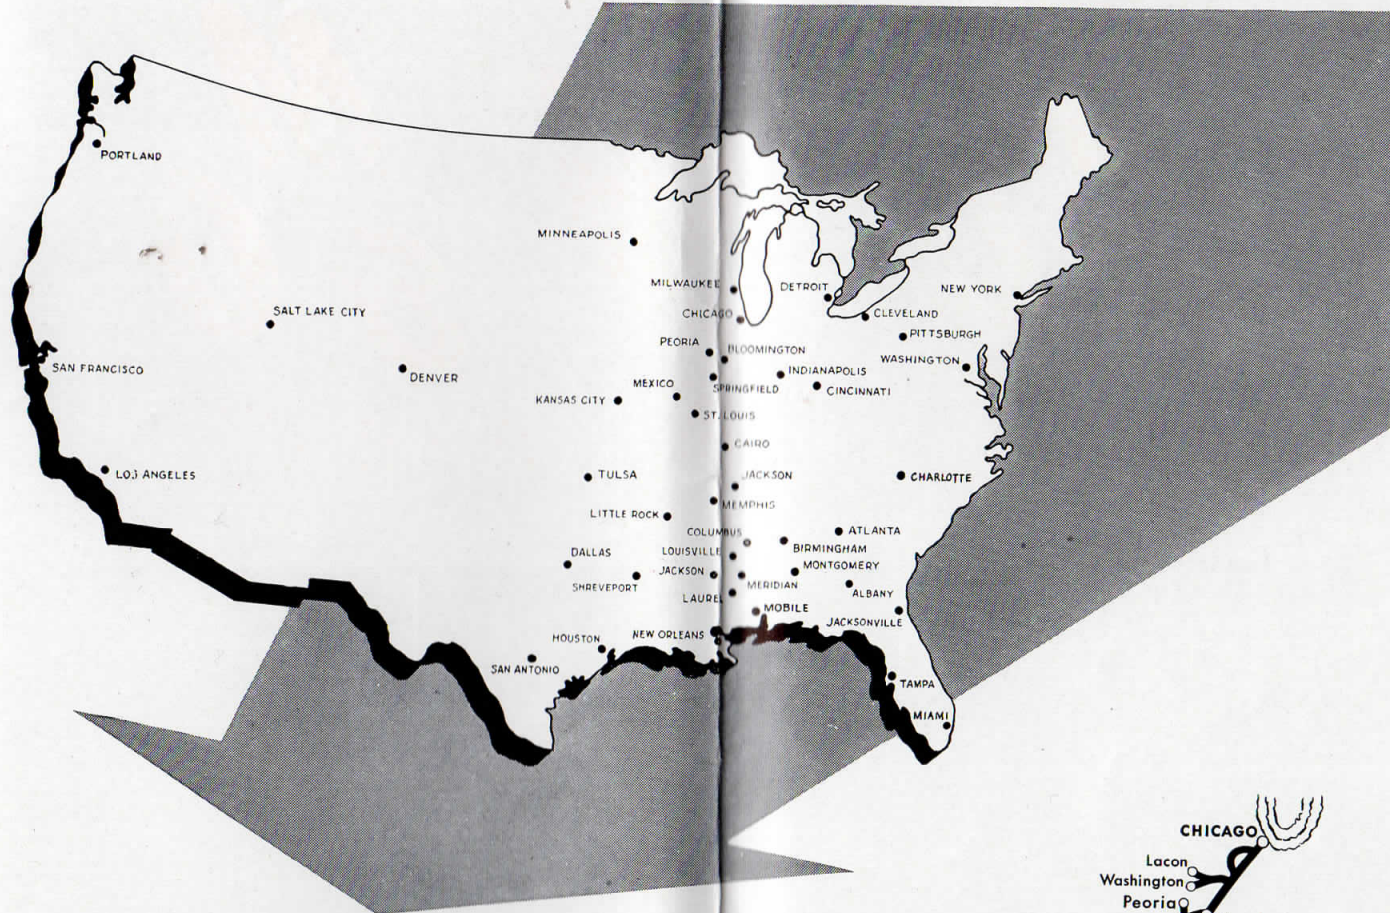 PORTLAND
MINNEAPOLIS
MILWAUKEE
DETROIT
NEW YORK
SALT LAKE CITY
CHICAGO
CLEVELAND
PITTSBURGH
PEORIA
BLOOMINGTON
WASHINGTON
SAN FRANCISCO
DENVER
INDIANAPOLIS
MEXICO
SPRINGFIELD
CINCINNATI
KANSAS CITY
ST. LOUIS
CAIRO
LOS ANGELES
TULSA
JACKSON
CHARLOTTE
MEMPHIS
LITTLE ROCK
COLUMBUS
ATLANTA
DALLAS
LOUISVILLE
BIRMINGHAM
MONTGOMERY
SHREVEPORT
JACKSON
MERIDIAN
ALBANY
LAUREL
MOBILE
JACKSONVILLE
HOUSTON
NEW ORLEANS
SAN ANTONIO
TAMPA
MIAMI
CHICAGO
Lacon
Washington
Peoria